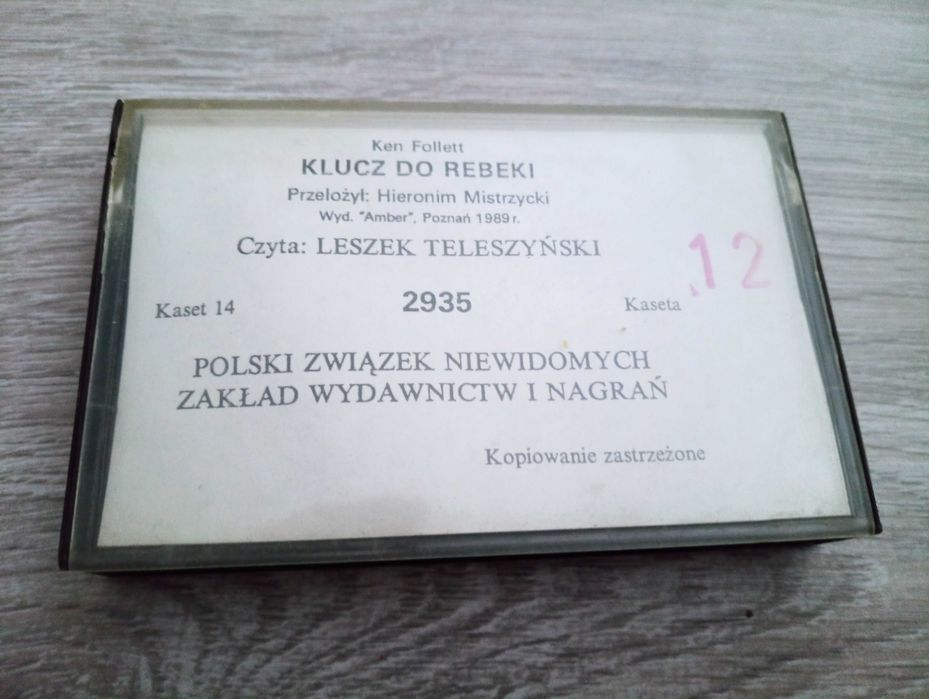 Ken Follett
KLUCZ DO REBEKI
Przełożył: Hieronim Mistrzycki
Wyd. "Amber", Poznań 1989 r.
Czyta: LESZEK TELESZYŃSKI
Kaset 14 2935 Kaseta 12
POLSKI ZWIĄZEK NIEWIDOMYCH
ZAKŁAD WYDAWNICTW I NAGRAŃ
Kopiowanie zastrzeżone